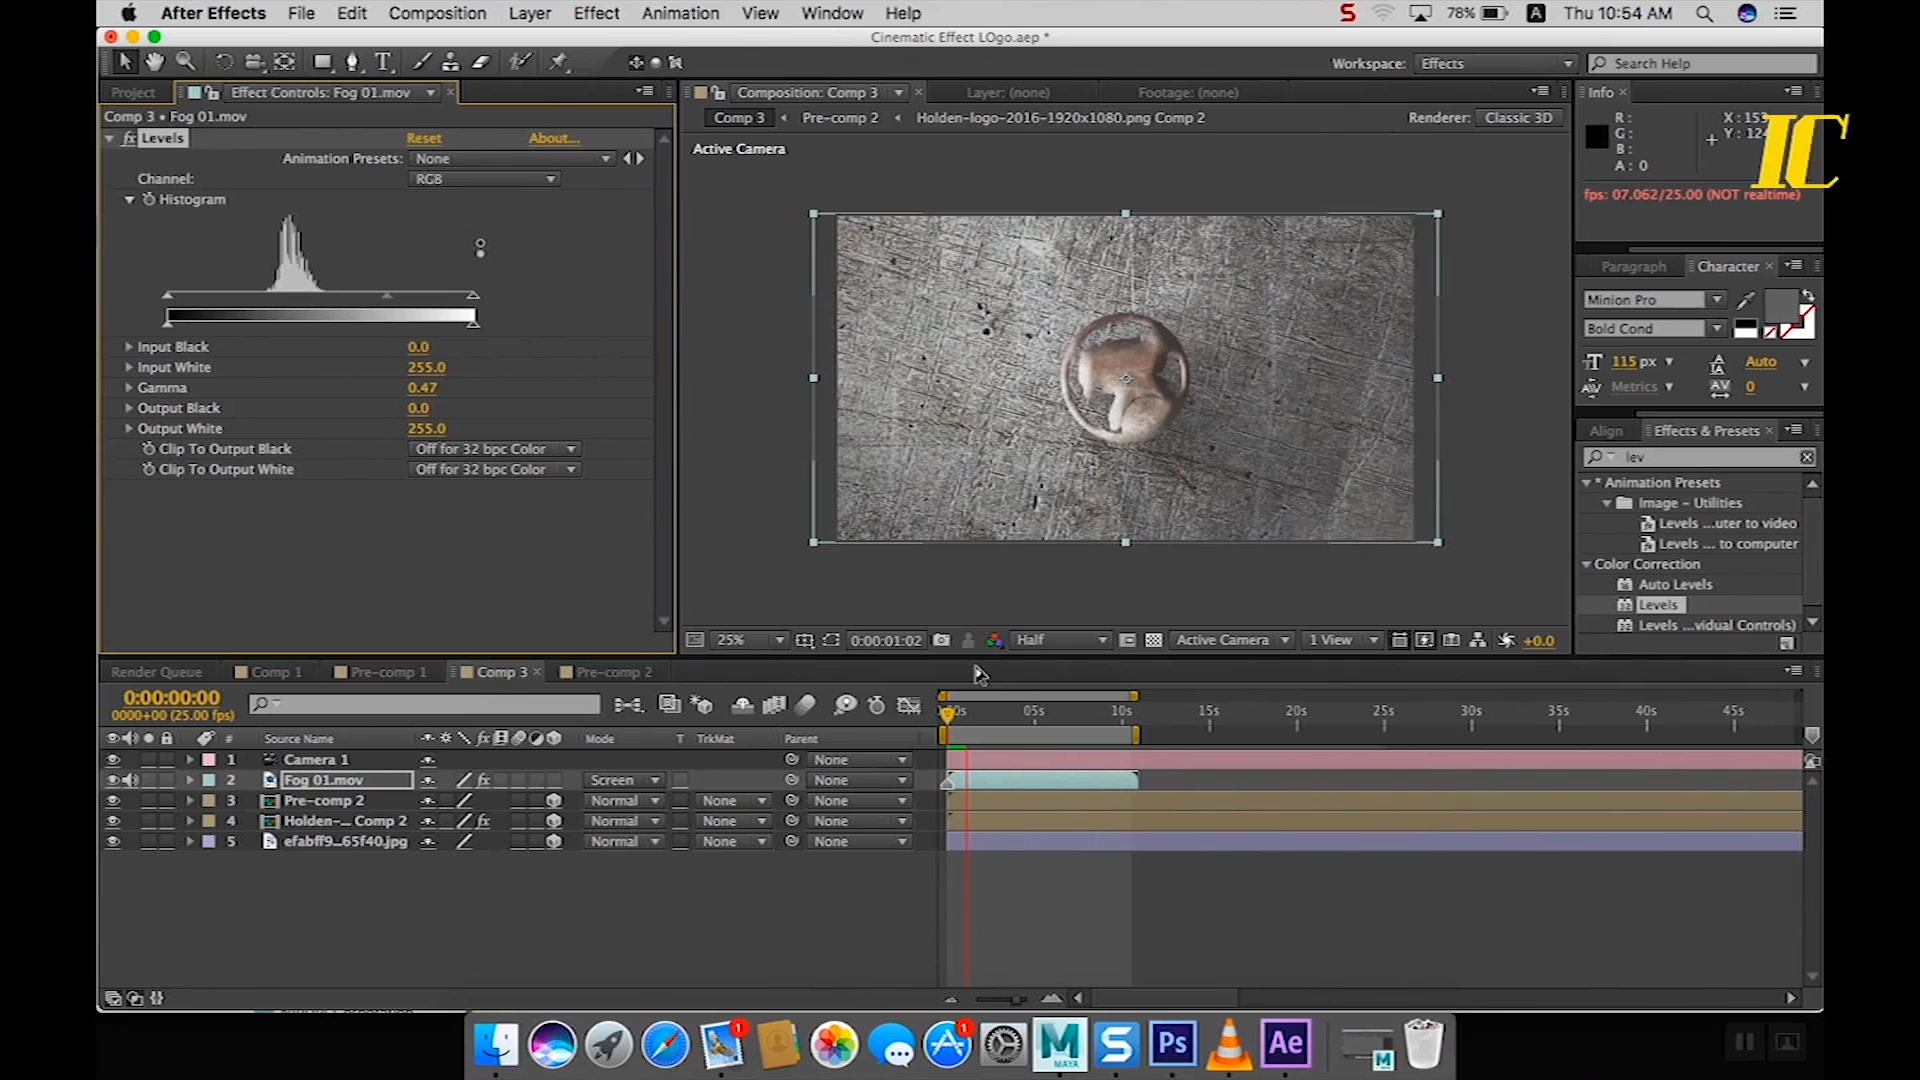 After Effects File Edit Composition Layer Effect Animation View Window Help
S 78% A Thu 10:54 AM
Cinematic Effect LOgo.aep *
T Workspace: Effects Search Help
Project Effect Controls: Fog 01.mov
Composition: Comp 3 × Layer: (none) Footage: (none)
Info ×
Comp 3 • Fog 01.mov
Comp 3 Pre-comp 2 Holden-logo-2016-1920x1080.png Comp 2 Renderer: Classic 3D
Active Camera
R:
G:
B:
A: 0
X: 153
Y: 124
IC
fps: 07.062/25.00 (NOT realtime)
fx Levels Reset About...
Animation Presets: None
Channel: RGB
Histogram
Input Black 0.0
Input White 255.0
Gamma 0.47
Output Black 0.0
Output White 255.0
Clip To Output Black Off for 32 bpc Color
Clip To Output White Off for 32 bpc Color
Paragraph Character ×
Minion Pro
Bold Cond
115 px Auto
Metrics 0
Align Effects & Presets ×
lev
* Animation Presets
Image – Utilities
Levels ...uter to video
Levels ... to computer
Color Correction
Auto Levels
Levels
Levels ...vidual Controls)
25% 0:00:01:02 Half Active Camera 1 View +0.0
Render Queue Comp 1 Pre-comp 1 Comp 3 × Pre-comp 2
0:00:00:00
0000+00 (25.00 fps)
05s 10s 15s 20s 25s 30s 35s 40s 45s
# Source Name fx Mode T TrkMat Parent
1 Camera 1 None
2 Fog 01.mov fx Screen None
3 Pre-comp 2 Normal None None
4 Holden-... Comp 2 fx Normal None None
5 efabff9...65f40.jpg Normal None None
1 1 MAYA S Ps Ae M